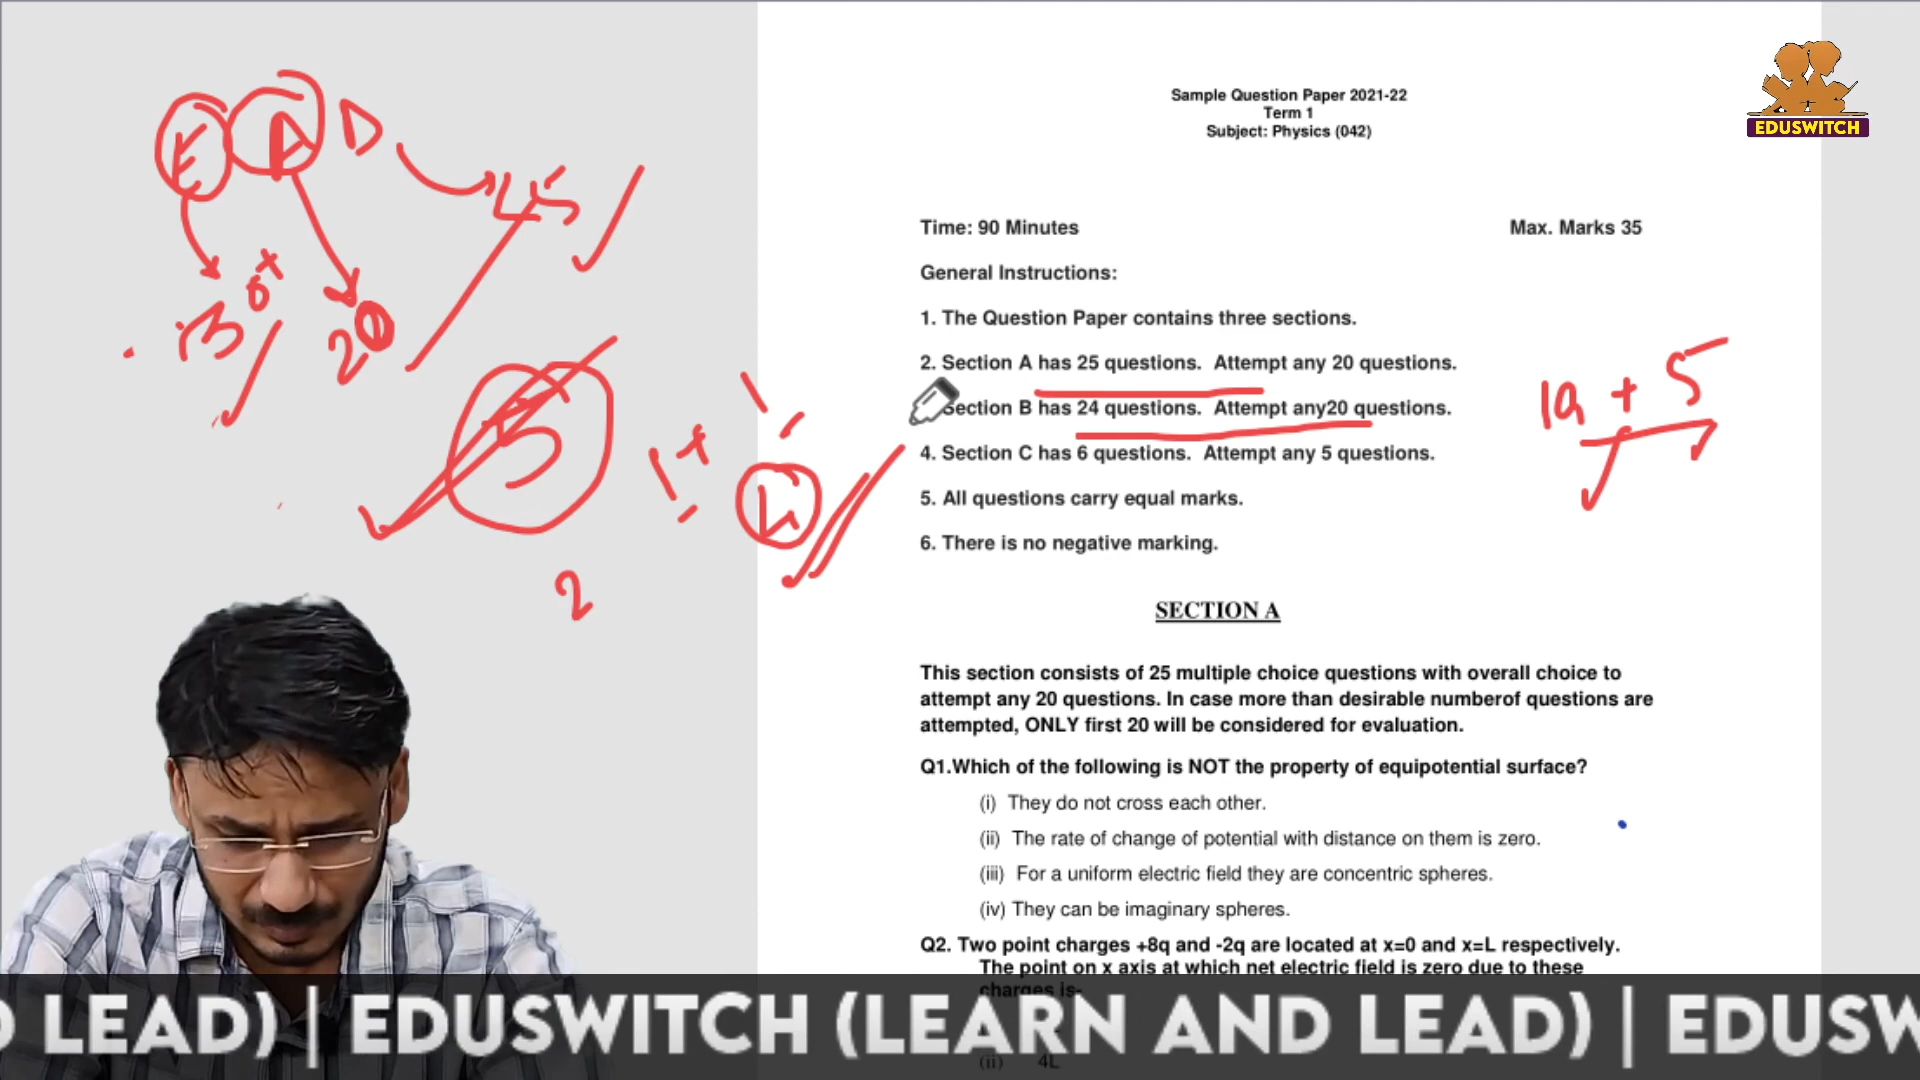 EDUSWITCH
Sample Question Paper 2021-22
Term 1
Subject: Physics (042)
Time: 90 Minutes Max. Marks 35
General Instructions:
1. The Question Paper contains three sections.
2. Section A has 25 questions. Attempt any 20 questions.
Section B has 24 questions. Attempt any20 questions.
4. Section C has 6 questions. Attempt any 5 questions.
5. All questions carry equal marks.
6. There is no negative marking.
E A D
45
30+
20
5
1+
4
2
19 + 5
SECTION A
This section consists of 25 multiple choice questions with overall choice to
attempt any 20 questions. In case more than desirable numberof questions are
attempted, ONLY first 20 will be considered for evaluation.
Q1.Which of the following is NOT the property of equipotential surface?
(i) They do not cross each other.
(ii) The rate of change of potential with distance on them is zero.
(iii) For a uniform electric field they are concentric spheres.
(iv) They can be imaginary spheres.
Q2. Two point charges +8q and -2q are located at x=0 and x=L respectively.
The point on x axis at which net electric field is zero due to these
charges is-
(ii) 4L
LEAD) | EDUSWITCH (LEARN AND LEAD) | EDUSW